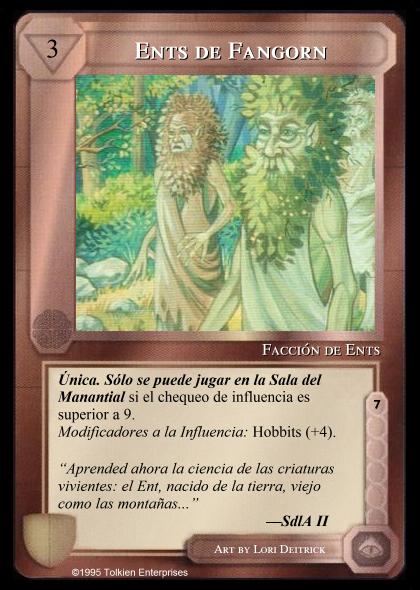 3
Ents de Fangorn
Facción de Ents
Única. Sólo se puede jugar en la Sala del
Manantial si el chequeo de influencia es
superior a 9.
Modificadores a la Influencia: Hobbits (+4).
7
“Aprended ahora la ciencia de las criaturas
vivientes: el Ent, nacido de la tierra, viejo
como las montañas...”
—SdlA II
Art by Lori Deitrick
©1995 Tolkien Enterprises